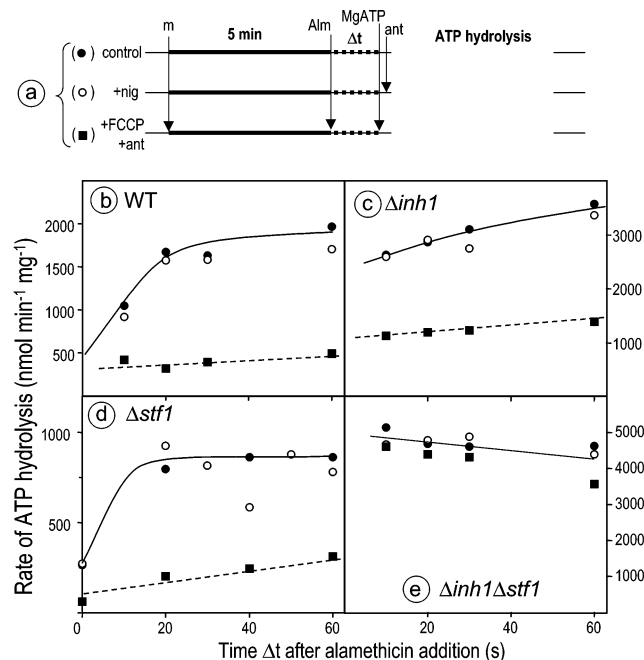 m
5 min
Alm
MgATP
Δt
ant
ATP hydrolysis
a
( ● ) control
( ○ ) +nig
( ■ ) +FCCP
+ant
Rate of ATP hydrolysis (nmol min⁻¹ mg⁻¹)
b WT
2000
1500
1000
500
c Δinh1
3000
2000
1000
d Δstf1
1000
500
e Δinh1Δstf1
5000
4000
3000
2000
1000
0 20 40 60 20 40 60
Time Δt after alamethicin addition (s)